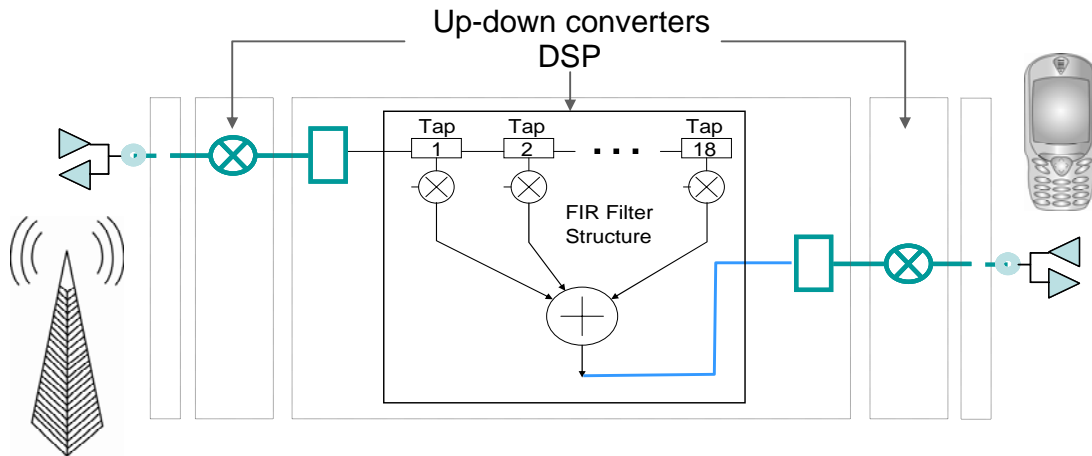 Up-down converters
DSP
Tap Tap Tap
1 2 ... 18
FIR Filter
Structure